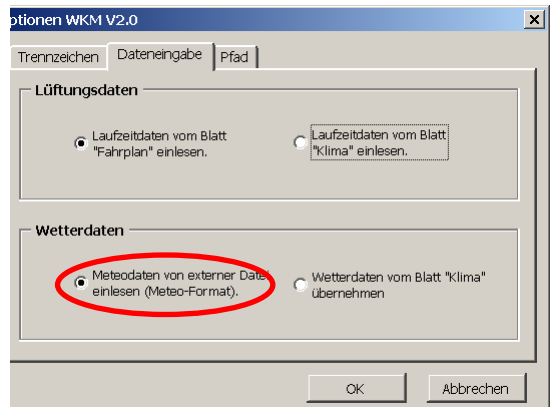 ptionen WKM V2.0
Trennzeichen Dateneingabe Pfad
Lüftungsdaten
Laufzeitdaten vom Blatt
"Fahrplan" einlesen.
Laufzeitdaten vom Blatt
"Klima" einlesen.
Wetterdaten
Meteodaten von externer Datei
einlesen (Meteo-Format).
Wetterdaten vom Blatt "Klima"
übernehmen
OK Abbrechen